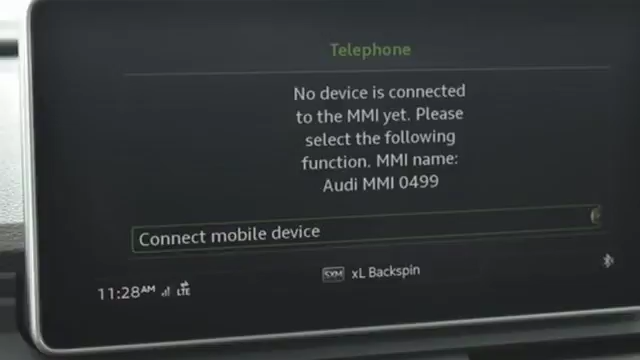 Telephone
No device is connected
to the MMI yet. Please
select the following
function. MMI name:
Audi MMI 0499
Connect mobile device
SXM xL Backspin
11:28AM LTE